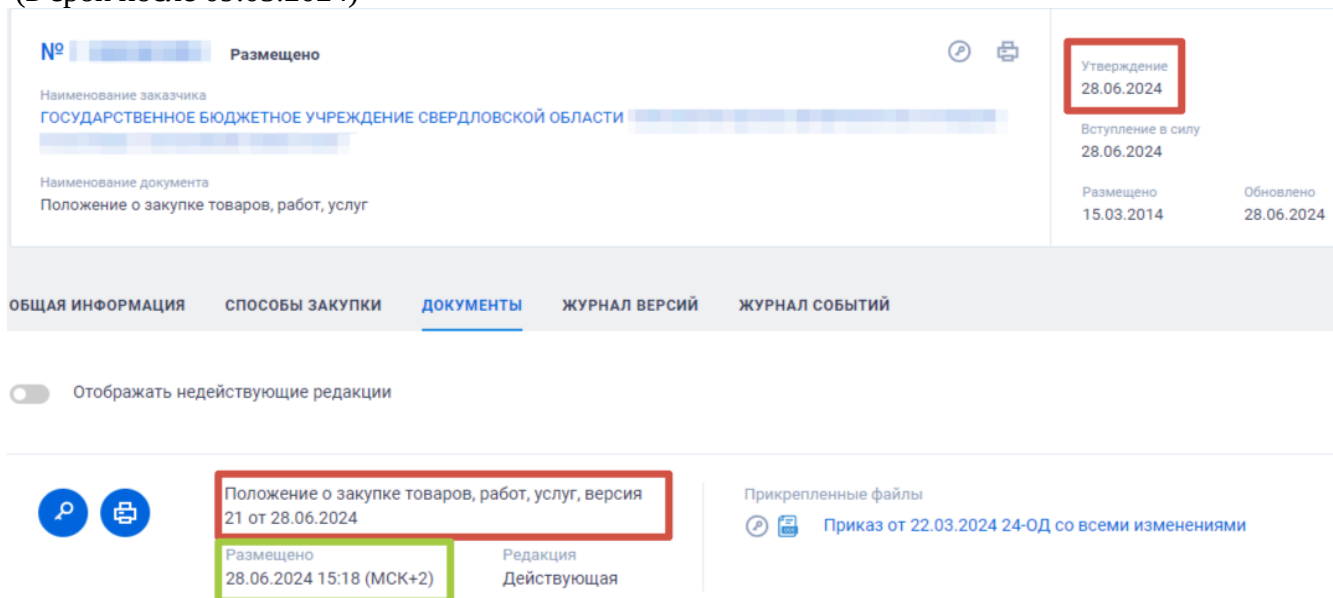 № Размещено
Наименование заказчика
ГОСУДАРСТВЕННОЕ БЮДЖЕТНОЕ УЧРЕЖДЕНИЕ СВЕРДЛОВСКОЙ ОБЛАСТИ
Наименование документа
Положение о закупке товаров, работ, услуг
Утверждение
28.06.2024
Вступление в силу
28.06.2024
Размещено Обновлено
15.03.2014 28.06.2024
ОБЩАЯ ИНФОРМАЦИЯ СПОСОБЫ ЗАКУПКИ ДОКУМЕНТЫ ЖУРНАЛ ВЕРСИЙ ЖУРНАЛ СОБЫТИЙ
Отображать недействующие редакции
Положение о закупке товаров, работ, услуг, версия
21 от 28.06.2024
Размещено Редакция
28.06.2024 15:18 (МСК+2) Действующая
Прикрепленные файлы
Приказ от 22.03.2024 24-ОД со всеми изменениями